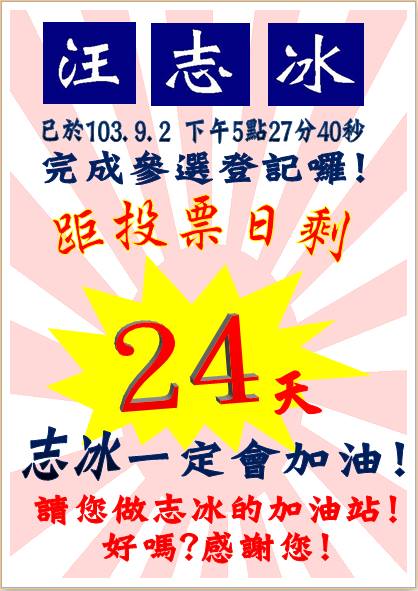 汪志冰
已於103.9.2 下午5點27分40秒
完成參選登記囉!
距投票日剩
24天
志冰一定會加油!
請您做志冰的加油站!
好嗎?感謝您!